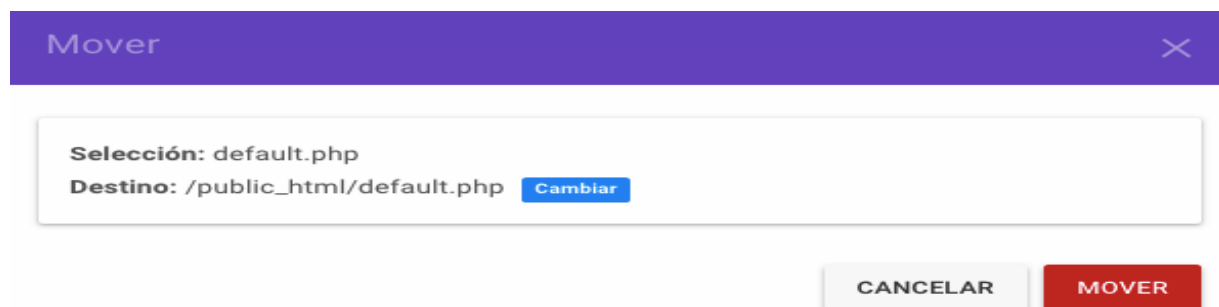 Mover
Selección: default.php
Destino: /public_html/default.php Cambiar
CANCELAR MOVER